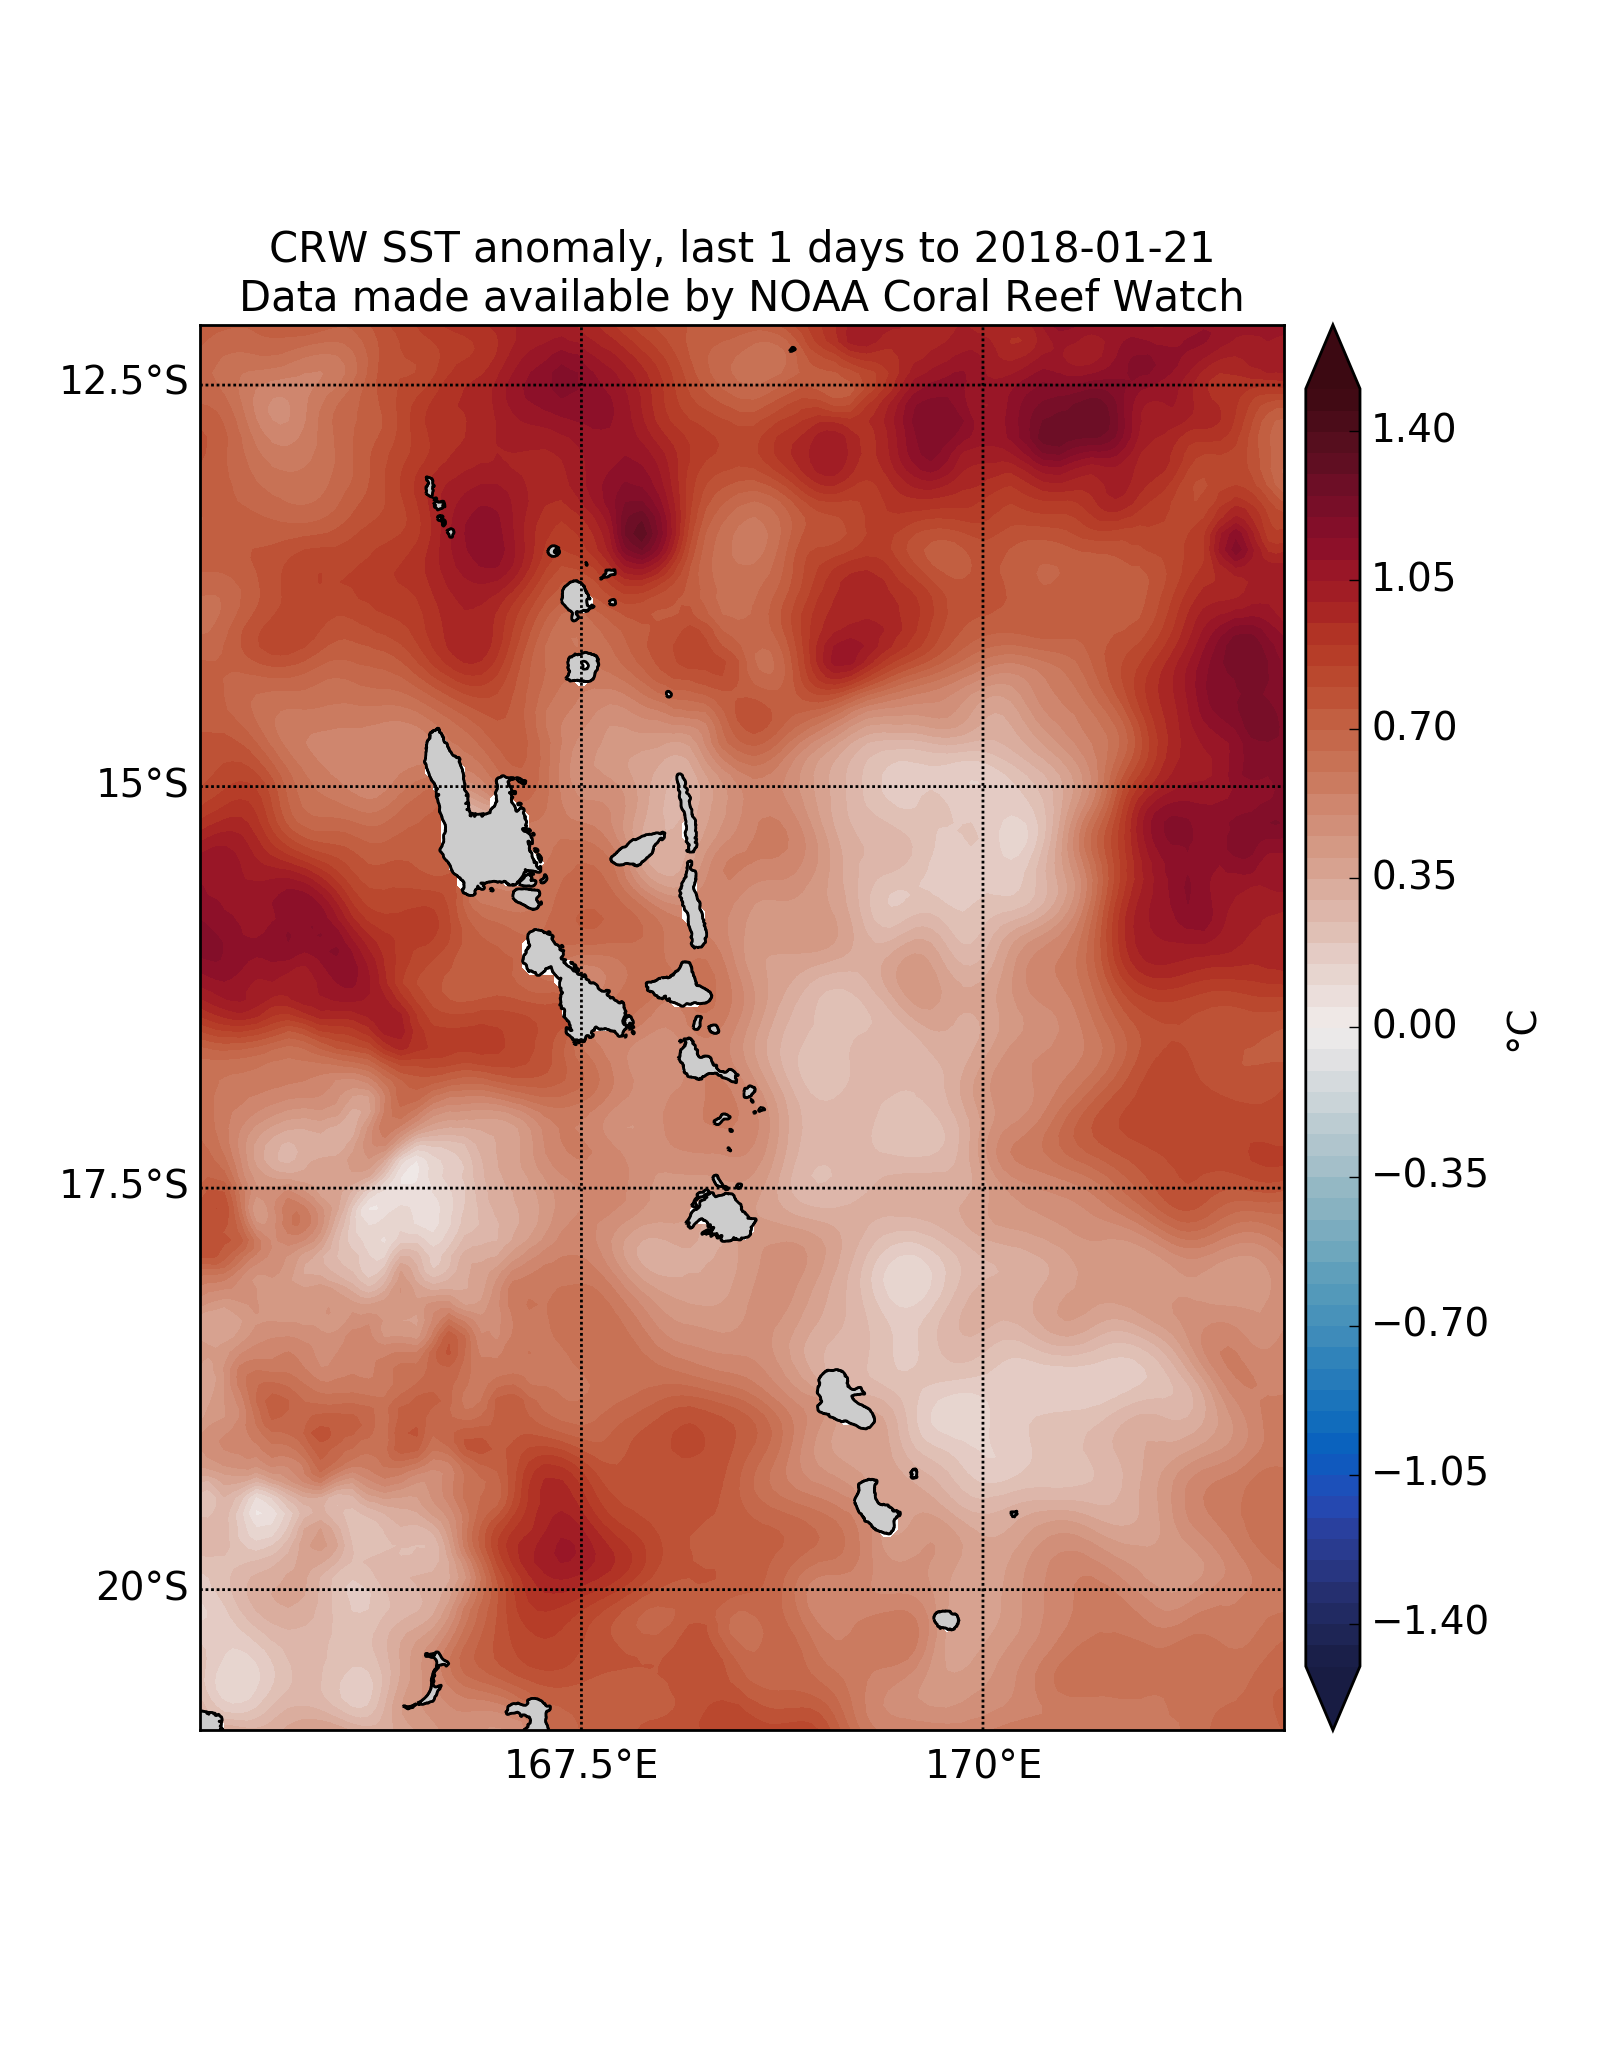 CRW SST anomaly, last 1 days to 2018-01-21
Data made available by NOAA Coral Reef Watch
12.5°S
15°S
17.5°S
20°S
167.5°E
170°E
1.40
1.05
0.70
0.35
0.00
−0.35
−0.70
−1.05
−1.40
°C